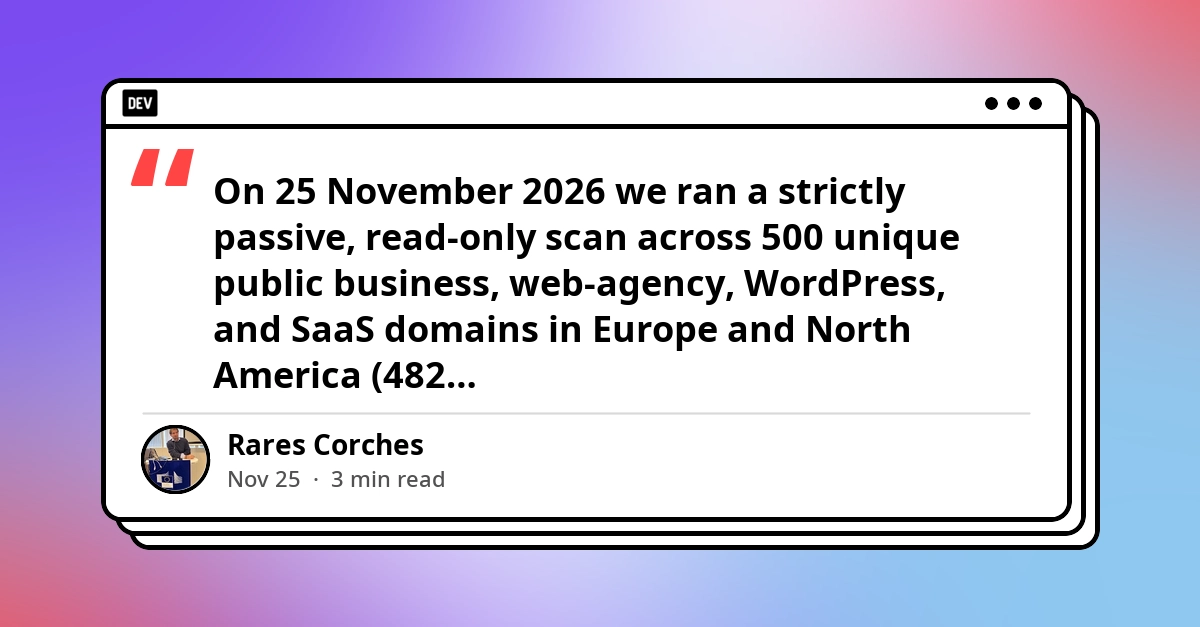 DEV
“
On 25 November 2026 we ran a strictly
passive, read-only scan across 500 unique
public business, web-agency, WordPress,
and SaaS domains in Europe and North
America (482...
Rares Corches
Nov 25 · 3 min read